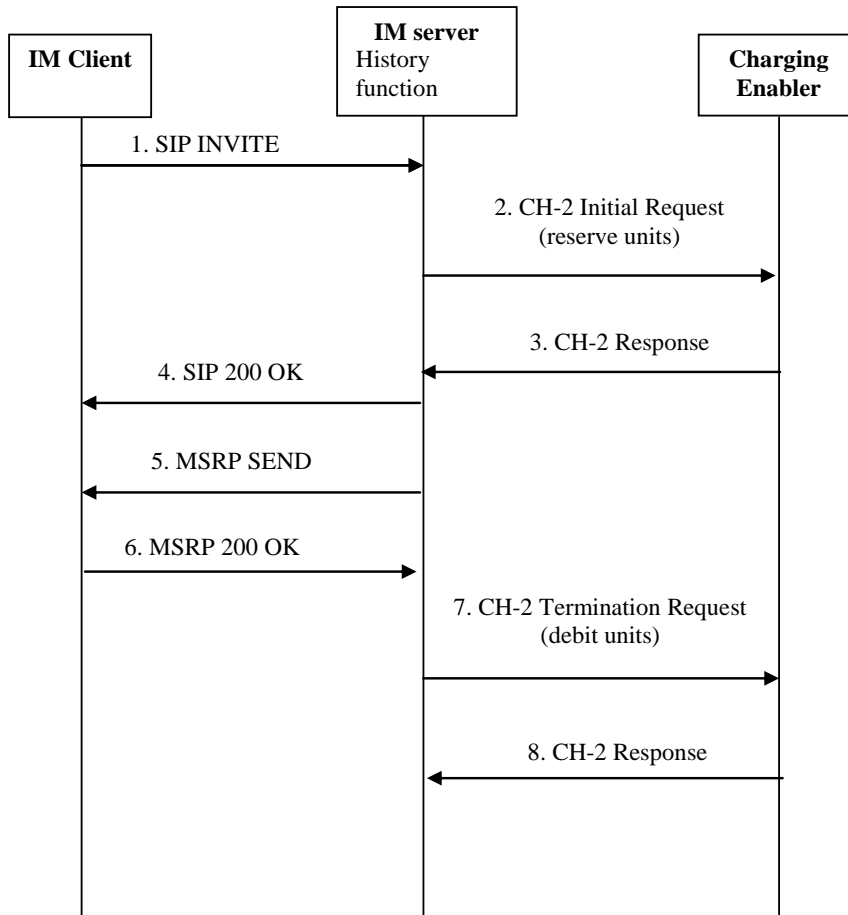 IM Client
IM server
History
function
Charging
Enabler
1. SIP INVITE
2. CH-2 Initial Request
(reserve units)
3. CH-2 Response
4. SIP 200 OK
5. MSRP SEND
6. MSRP 200 OK
7. CH-2 Termination Request
(debit units)
8. CH-2 Response